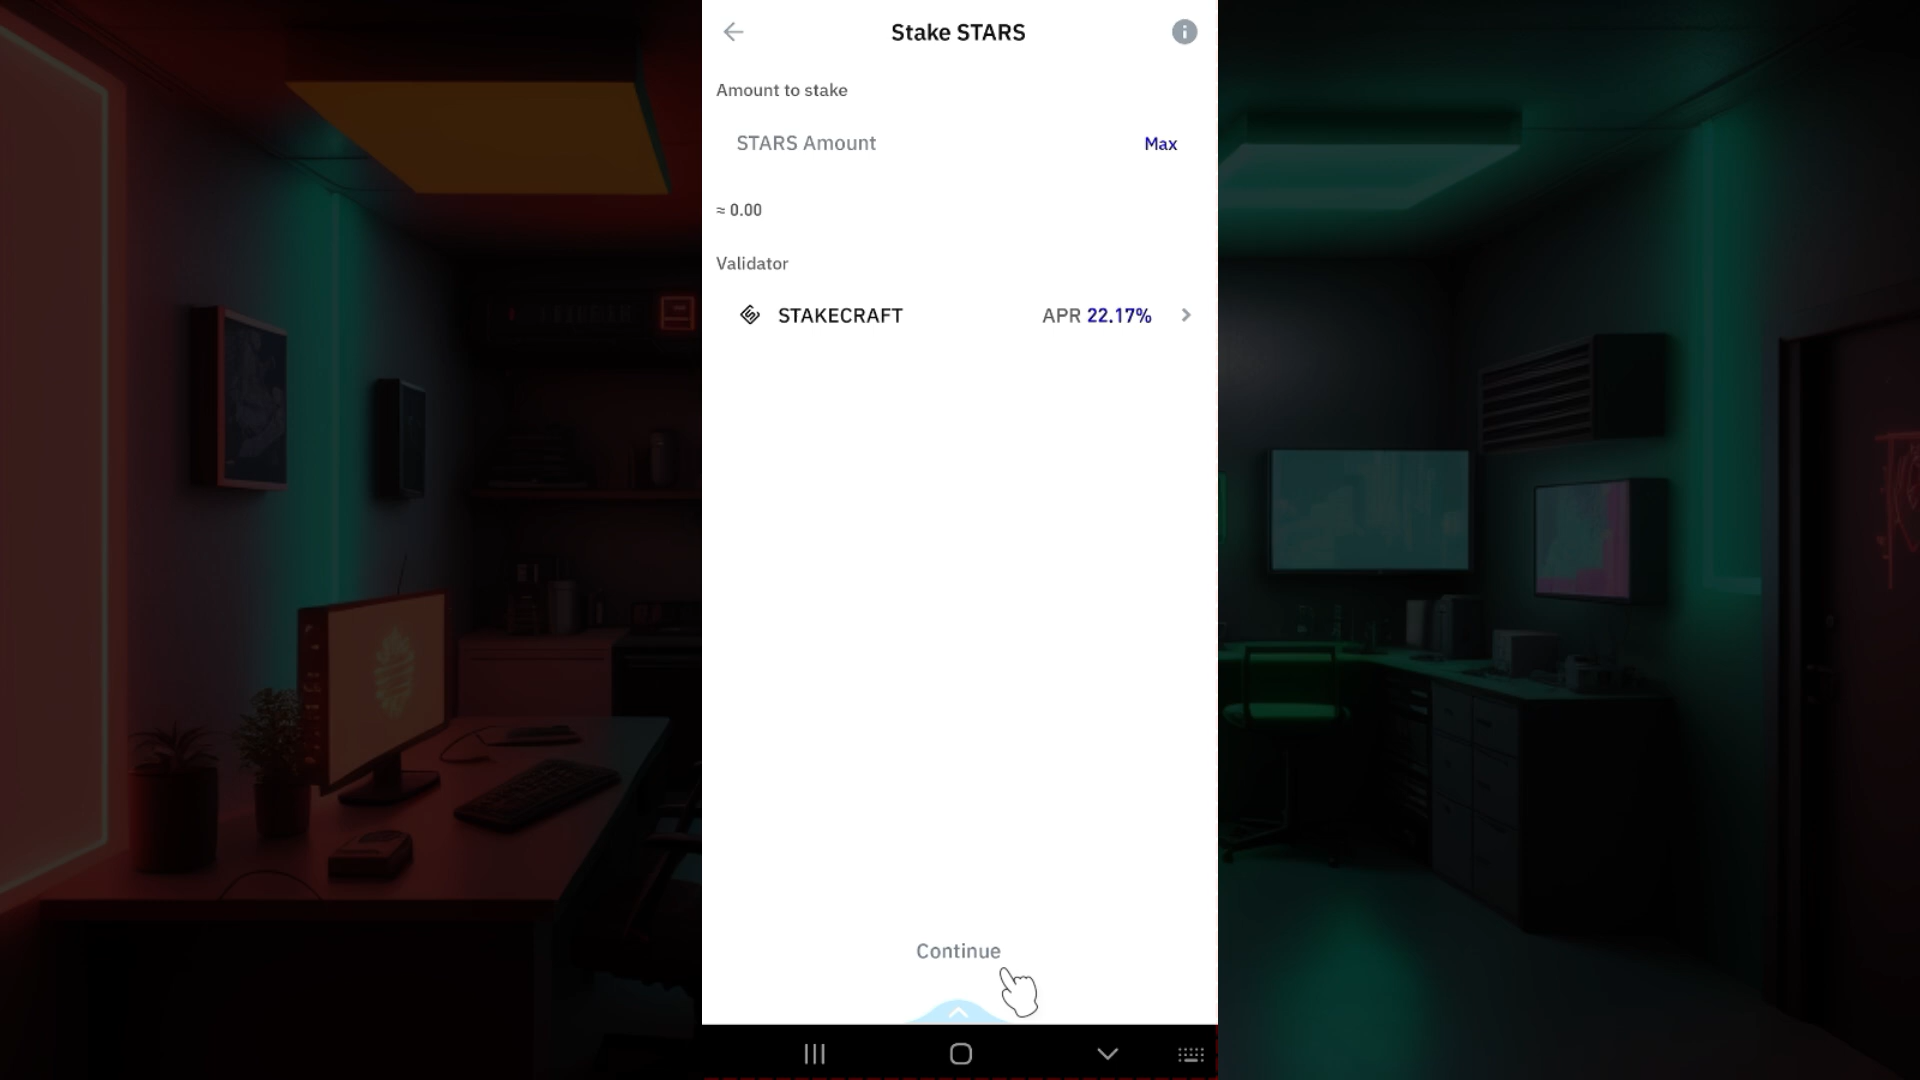 Stake STARS
Amount to stake
STARS Amount
Max
≈ 0.00
Validator
STAKECRAFT
APR 22.17%
Continue